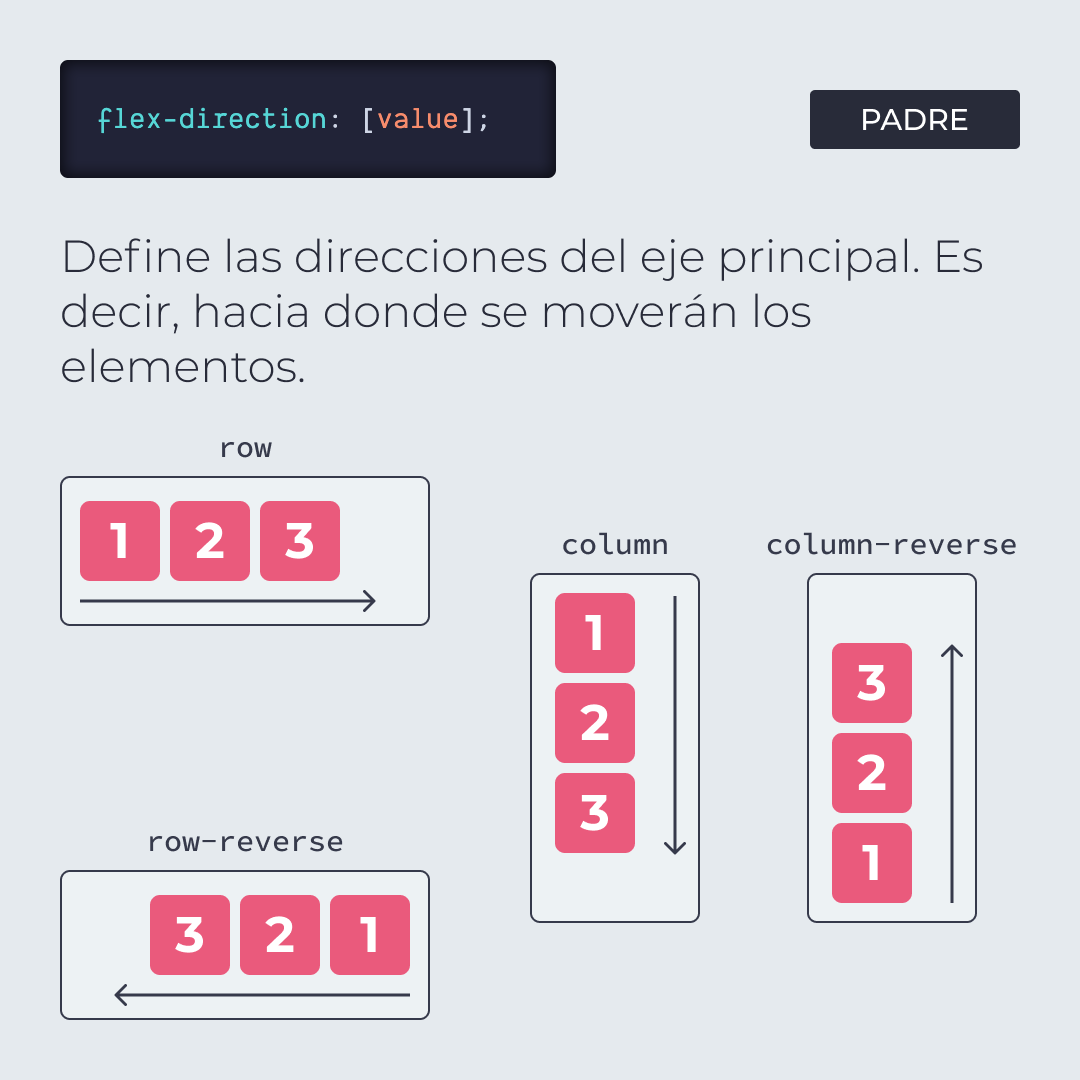 flex-direction: [value];
PADRE
Define las direcciones del eje principal. Es
decir, hacia donde se moverán los
elementos.
row
1 2 3
row-reverse
3 2 1
column
1
2
3
column-reverse
3
2
1